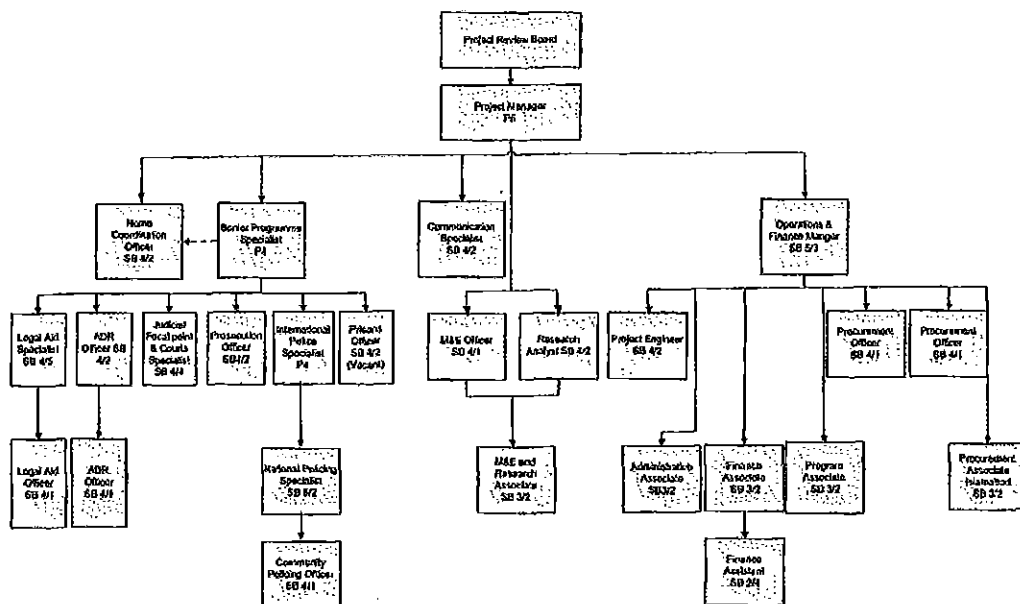 Project Review Board
Project Manager
Coordination
Officer
SB 4/2
Senior Programme
Specialist
P4
Communication
Specialist
SB 4/2
Operations &
Finance Manger
SB 5/3
Legal Aid
Specialist
ADR
Officer SB
4/2
Judicial
Focal point
& Courts
Specialist
Prosecution
Officer
International
Police
Specialist
P4
Prisons
Officer
SB 4/2
(Vacant)
M&E Officer
SB 4/1
Research
Analyst SB 4/2
Project Engineer
SB 4/2
Procurement
Officer
SB 4/1
Procurement
Officer
SB 4/1
Legal Aid
Officer
SB 4/1
ADR
Officer
SB 4/1
National Policing
Specialist
M&E and
Research
Associate
SB 3/2
Administrative
Associate
SB3/2
Finance
Associate
SB 3/2
Program
Associate
SB 3/2
Procurement
Associate
Islamabad
SB 3/2
Community
Policing Officer
SB 4/1
Finance
Assistant